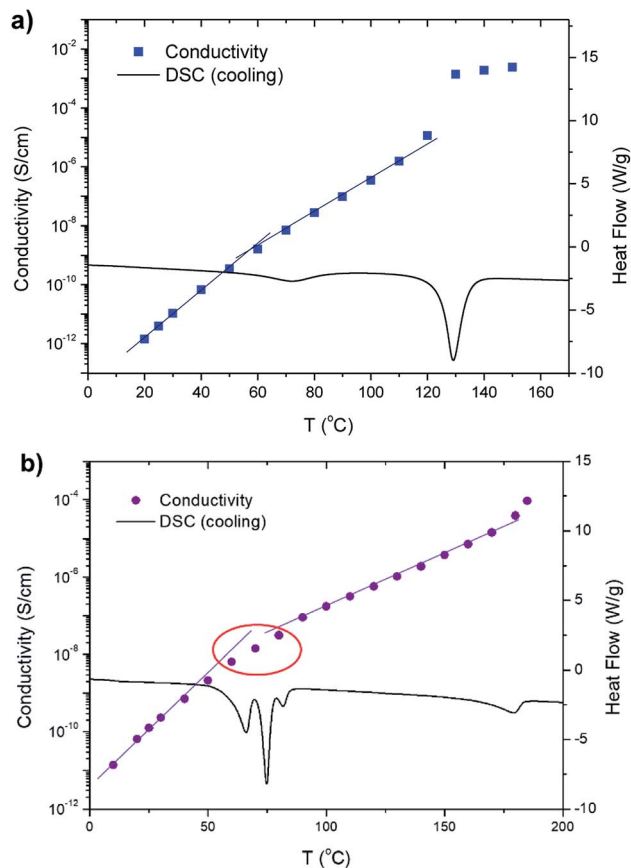 a)
Conductivity
DSC (cooling)
Conductivity (S/cm)
10⁻²
10⁻⁴
10⁻⁶
10⁻⁸
10⁻¹⁰
10⁻¹²
15
10
5
0
-5
-10
Heat Flow (W/g)
0 20 40 60 80 100 120 140 160
T (°C)
b)
Conductivity
DSC (cooling)
Conductivity (S/cm)
10⁻⁴
10⁻⁶
10⁻⁸
10⁻¹⁰
10⁻¹²
15
10
5
0
-5
-10
Heat Flow (W/g)
0 50 100 150 200
T (°C)